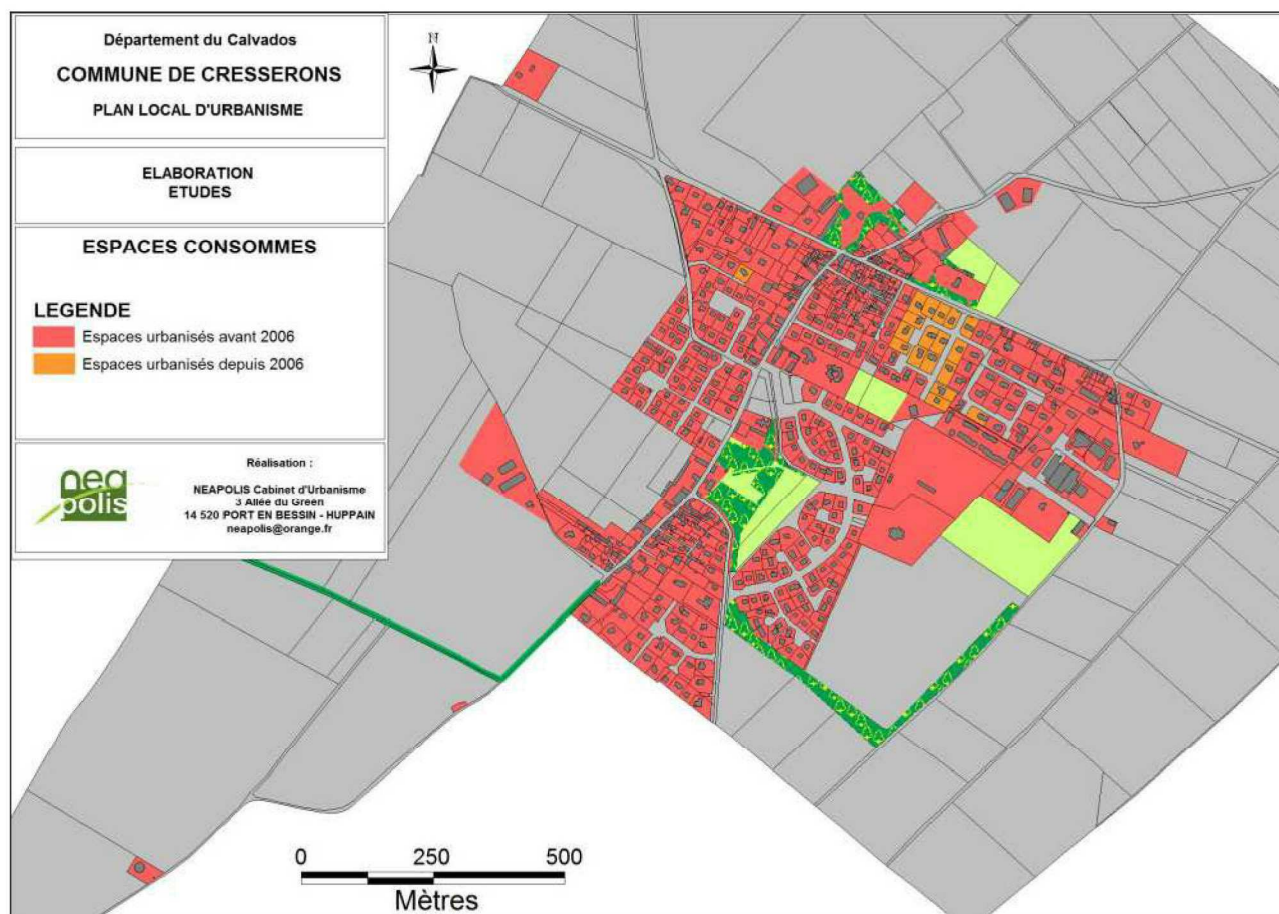 Département du Calvados
COMMUNE DE CRESSERONS
PLAN LOCAL D'URBANISME
ELABORATION
ETUDES
ESPACES CONSOMMES
LEGENDE
Espaces urbanisés avant 2006
Espaces urbanisés depuis 2006
nea
polis
Réalisation :
NEAPOLIS Cabinet d'Urbanisme
3 Allée du Green
14 520 PORT EN BESSIN - HUPPAIN
neapolis@orange.fr
N
0 250 500
Mètres